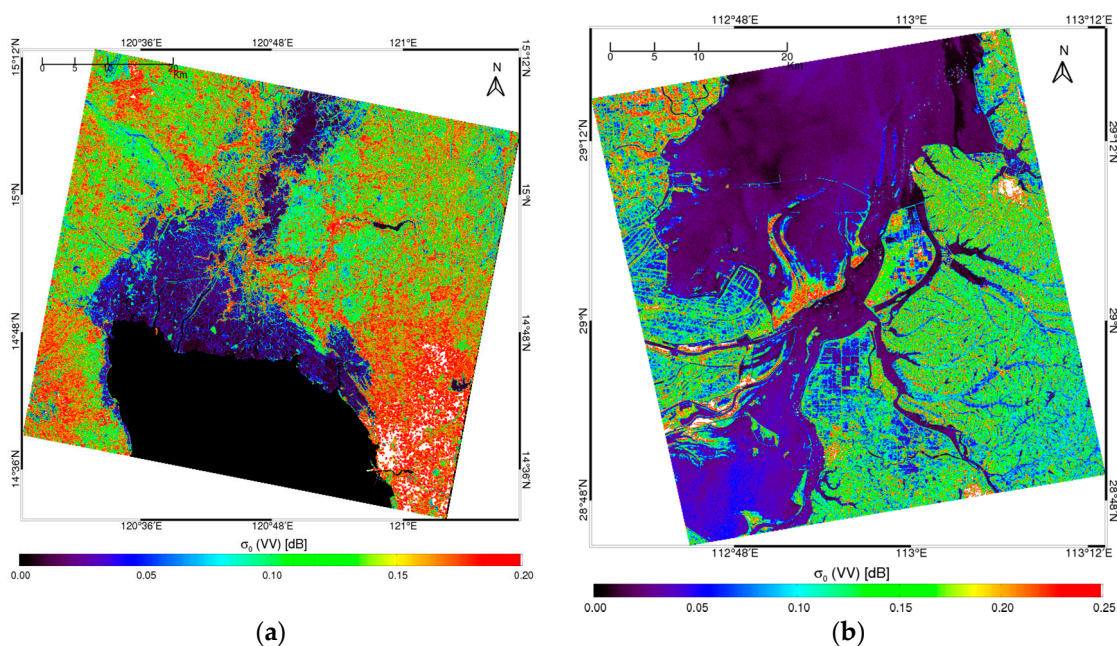 120°36'E 120°48'E 121°E
15°12'N 15°12'N
0 5 10 20
Km
N
15°N 15°N
14°48'N 14°48'N
14°36'N 14°36'N
120°36'E 120°48'E 121°E
σ₀ (VV) [dB]
0.00 0.05 0.10 0.15 0.20
(a)
112°48'E 113°E 113°12'E
0 5 10 20
Km
N
29°12'N 29°12'N
29°N 29°N
28°48'N 28°48'N
112°48'E 113°E 113°12'E
σ₀ (VV) [dB]
0.00 0.05 0.10 0.15 0.20 0.25
(b)